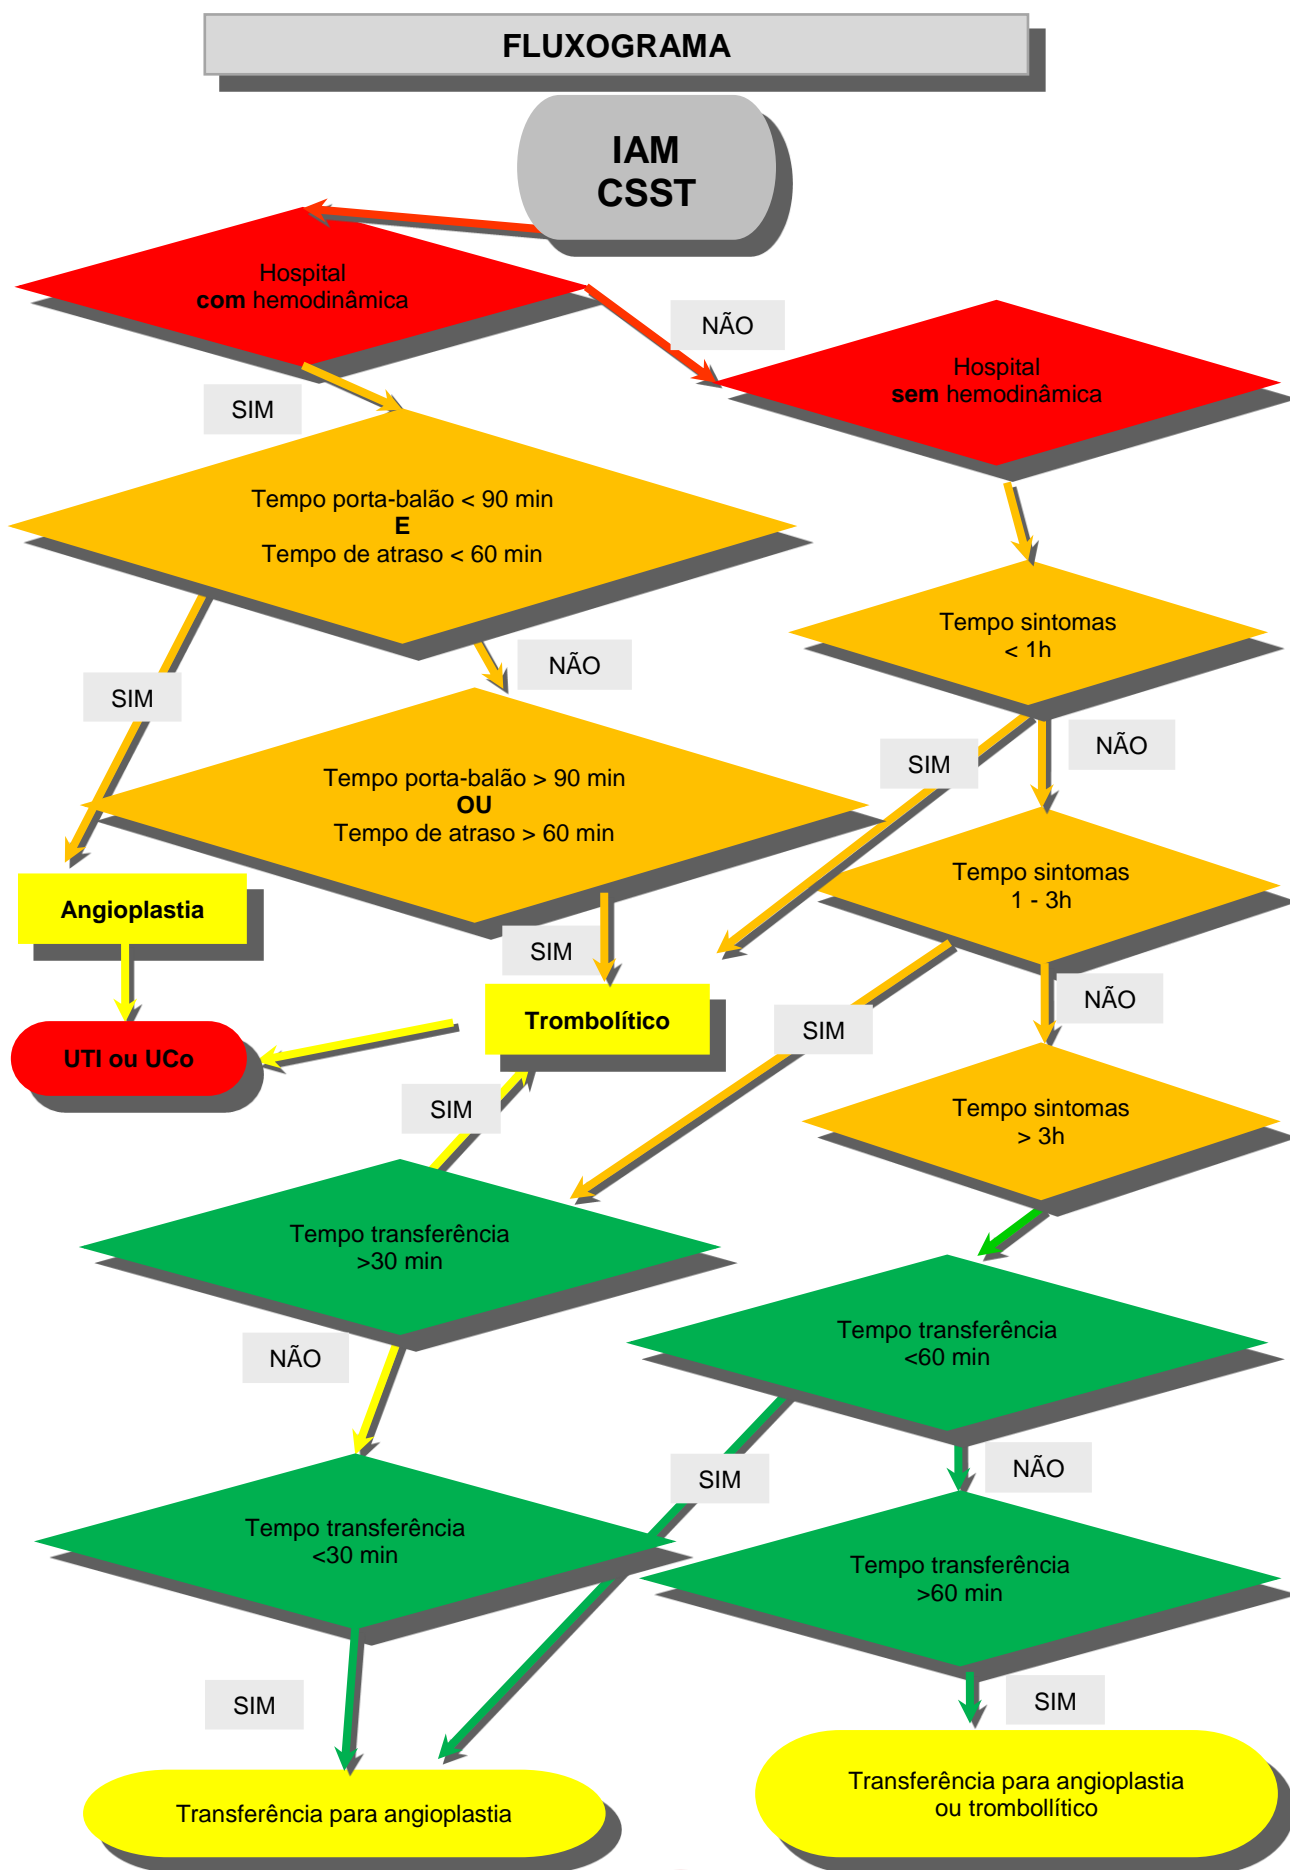 FLUXOGRAMA
IAM
CSST
Hospital
com hemodinâmica
NÃO
Hospital
sem hemodinâmica
SIM
Tempo porta-balão < 90 min
E
Tempo de atraso < 60 min
Tempo sintomas
< 1h
NÃO
SIM
NÃO
SIM
Tempo porta-balão > 90 min
OU
Tempo de atraso > 60 min
Tempo sintomas
1 - 3h
Angioplastia
SIM
NÃO
Trombolítico
SIM
UTI ou UCo
SIM
Tempo sintomas
> 3h
Tempo transferência
>30 min
Tempo transferência
<60 min
NÃO
SIM
NÃO
Tempo transferência
<30 min
Tempo transferência
>60 min
SIM
SIM
Transferência para angioplastia
Transferência para angioplastia
ou trombollítico